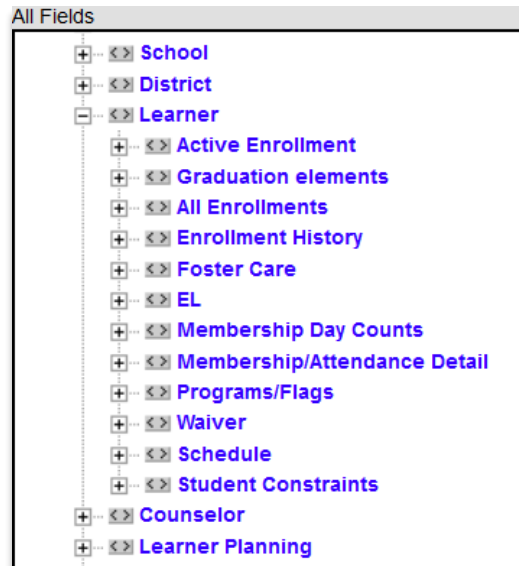 All Fields
School
District
Learner
Active Enrollment
Graduation elements
All Enrollments
Enrollment History
Foster Care
EL
Membership Day Counts
Membership/Attendance Detail
Programs/Flags
Waiver
Schedule
Student Constraints
Counselor
Learner Planning